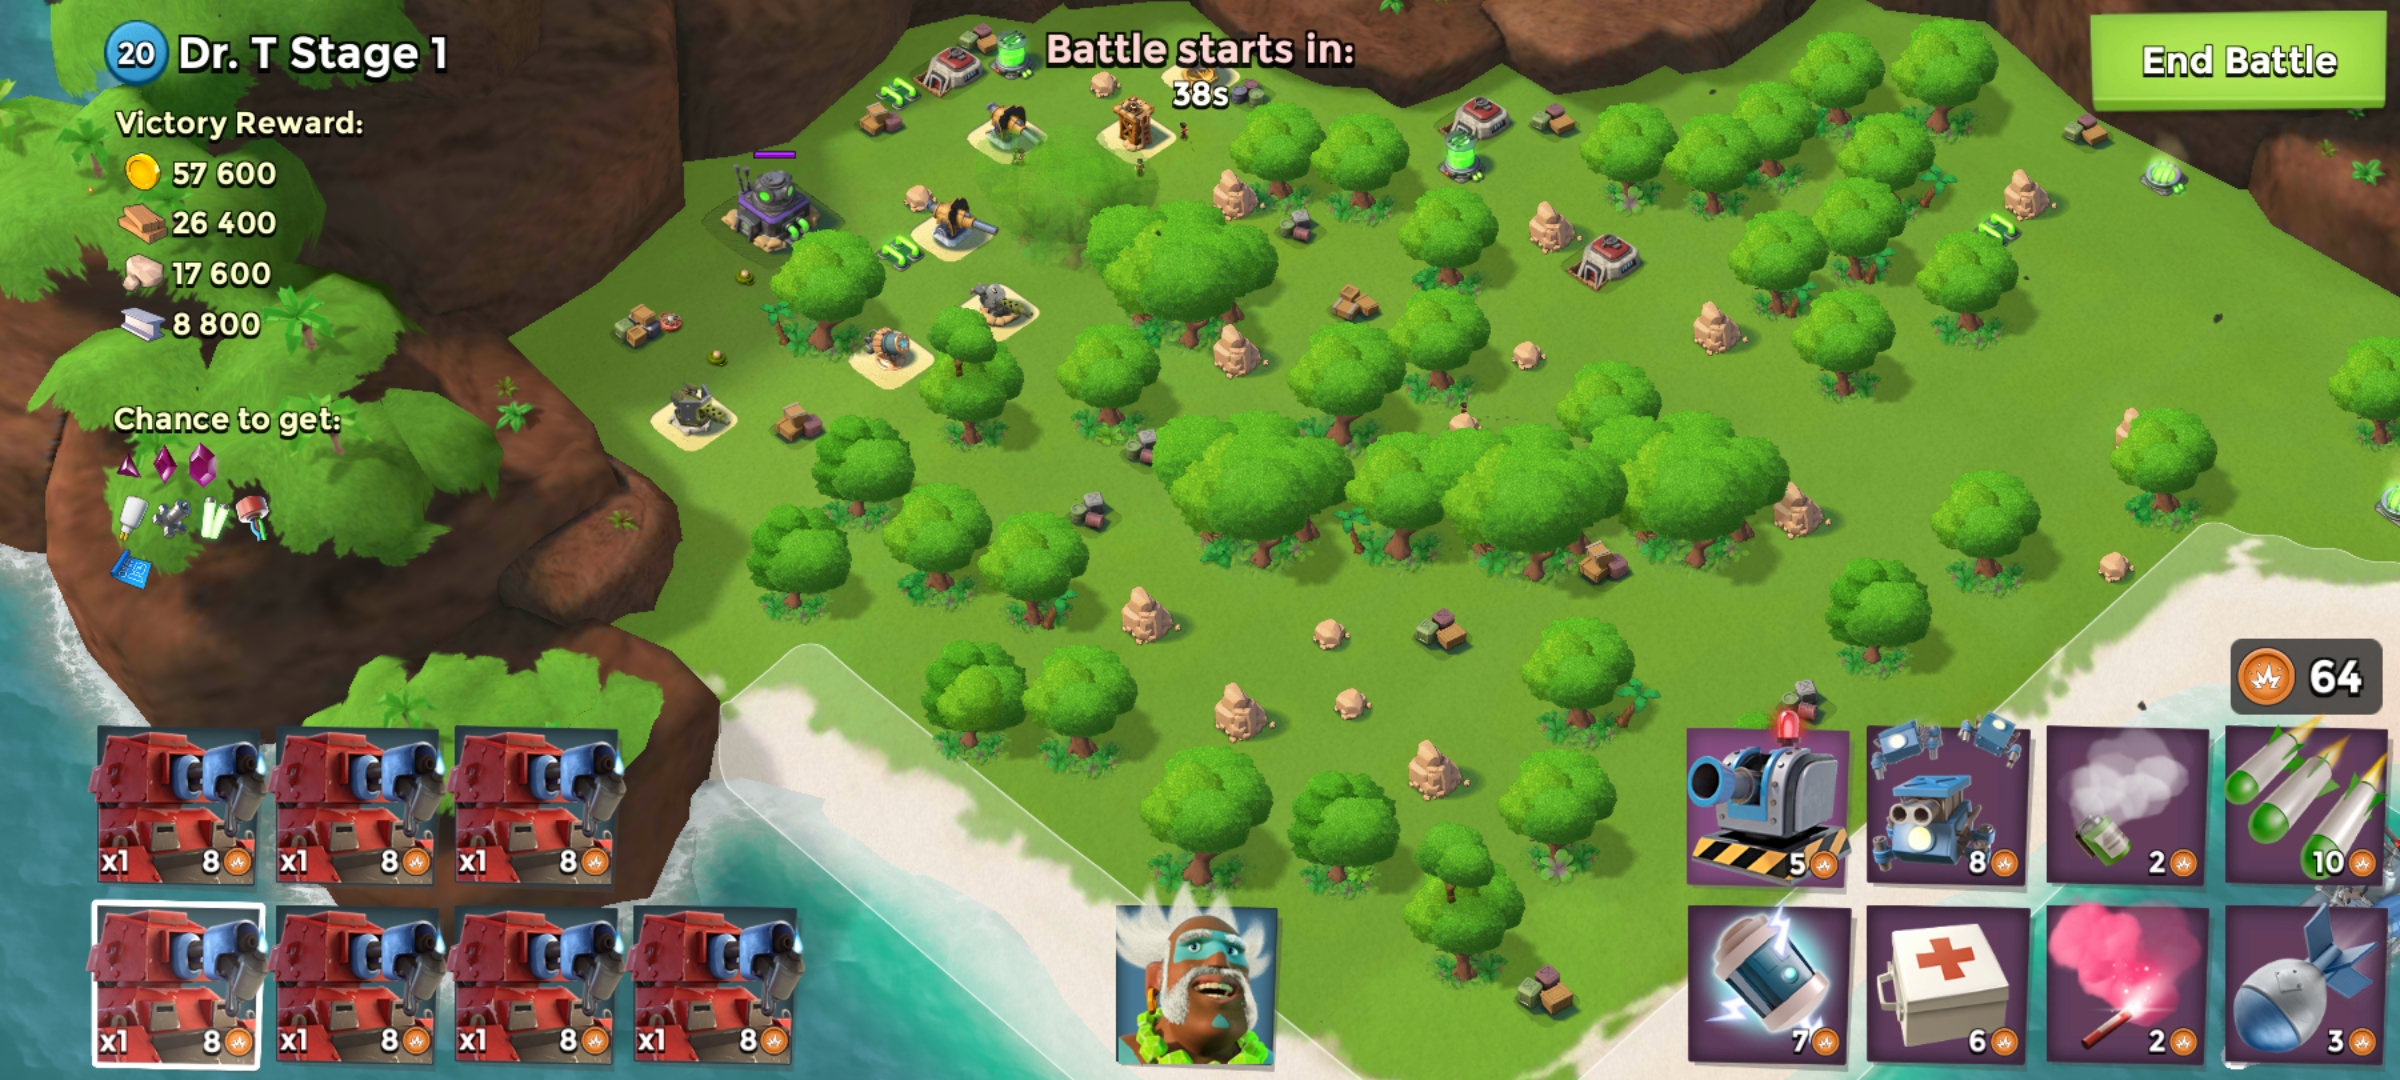 20 Dr. T Stage 1
Battle starts in:
38s
End Battle
Victory Reward:
57 600
26 400
17 600
8 800
Chance to get:
64
x1 8
x1 8
x1 8
5
8
2
10
x1 8
x1 8
x1 8
x1 8
7
6
2
3